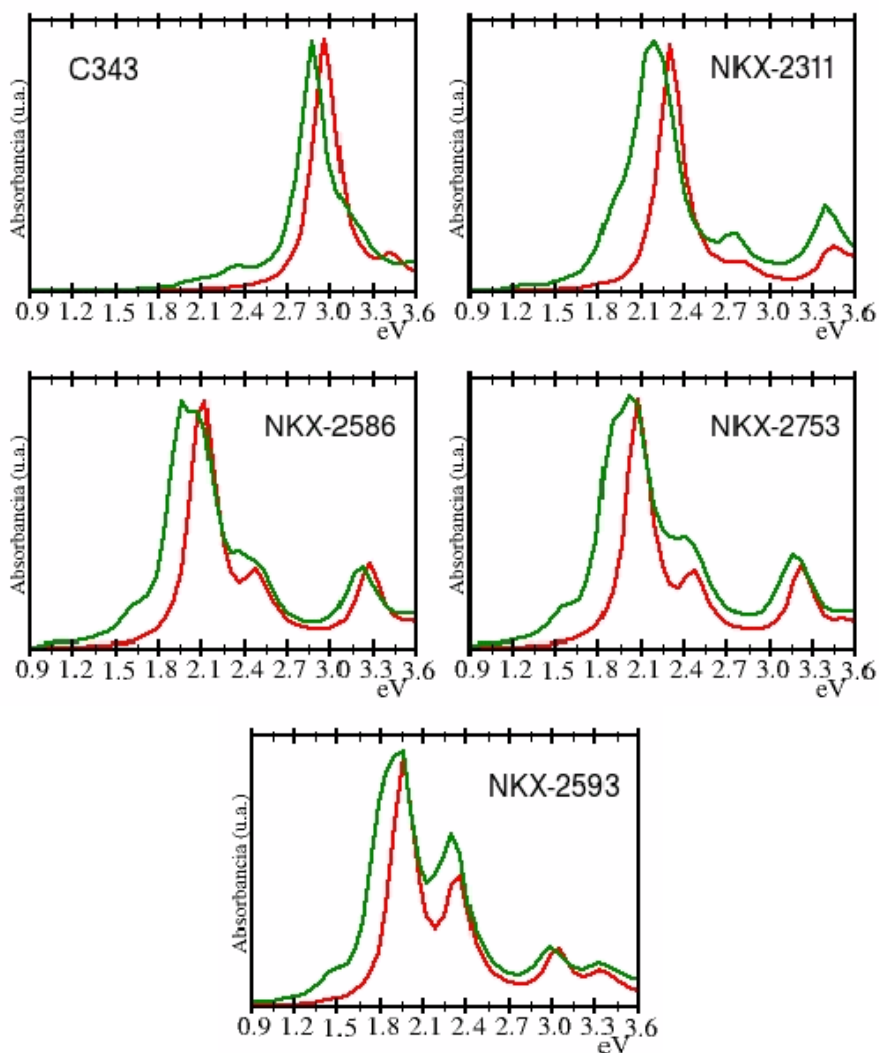 C343
Absorbancia (u.a.)
0.9 1.2 1.5 1.8 2.1 2.4 2.7 3.0 3.3 3.6
eV
NKX-2311
Absorbancia (u.a.)
0.9 1.2 1.5 1.8 2.1 2.4 2.7 3.0 3.3 3.6
eV
NKX-2586
Absorbancia (u.a.)
0.9 1.2 1.5 1.8 2.1 2.4 2.7 3.0 3.3 3.6
eV
NKX-2753
Absorbancia (u.a.)
0.9 1.2 1.5 1.8 2.1 2.4 2.7 3.0 3.3 3.6
eV
NKX-2593
Absorbancia (u.a.)
0.9 1.2 1.5 1.8 2.1 2.4 2.7 3.0 3.3 3.6
eV